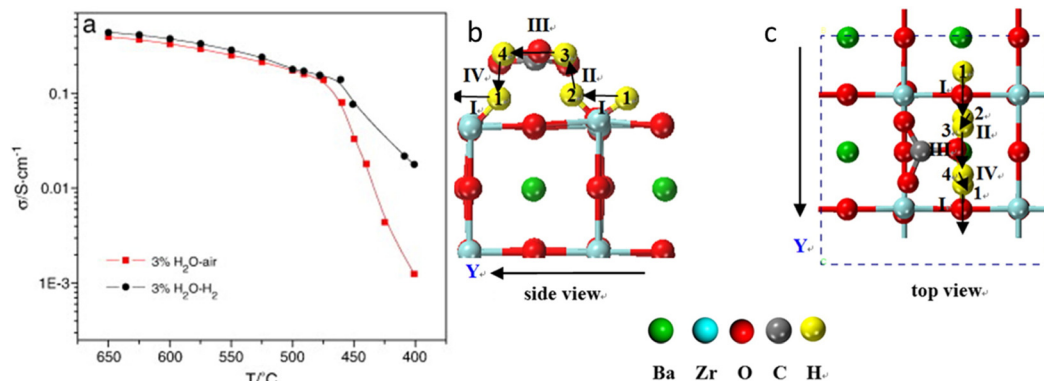 a
σ/S·cm⁻¹
0.1
0.01
1E-3
3% H₂O-air
3% H₂O-H₂
650 600 550 500 450 400
T/°C
b
III
4 3
IV II
1 2 1
I I
Y
side view
c
1
I
2
3 II
III
4 IV
I 1
Y
top view
Ba Zr O C H